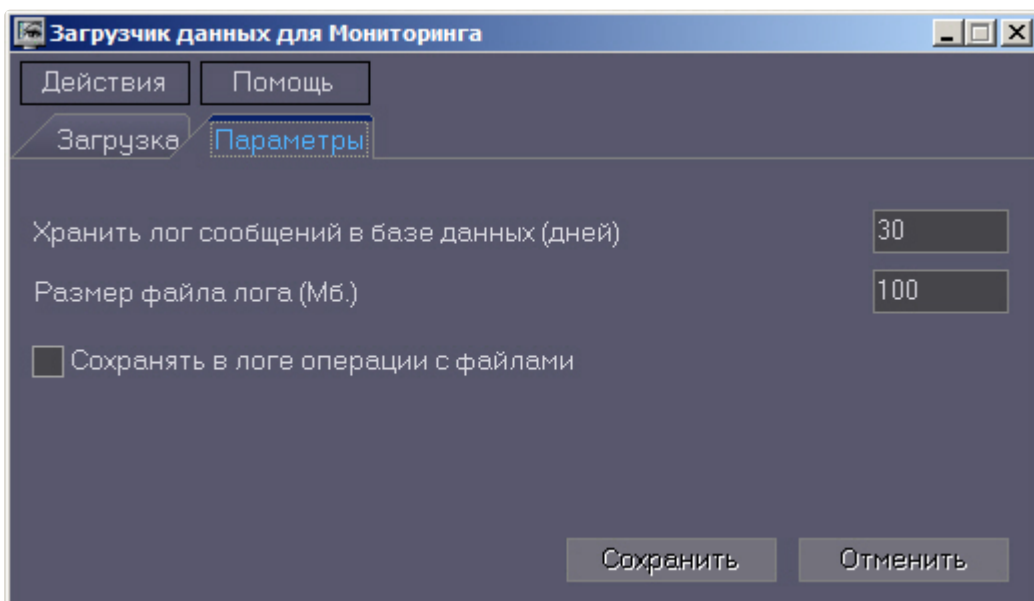 Загрузчик данных для Мониторинга
Действия Помощь
Загрузка Параметры
Хранить лог сообщений в базе данных (дней) 30
Размер файла лога (Мб.) 100
Сохранять в логе операции с файлами
Сохранить Отменить